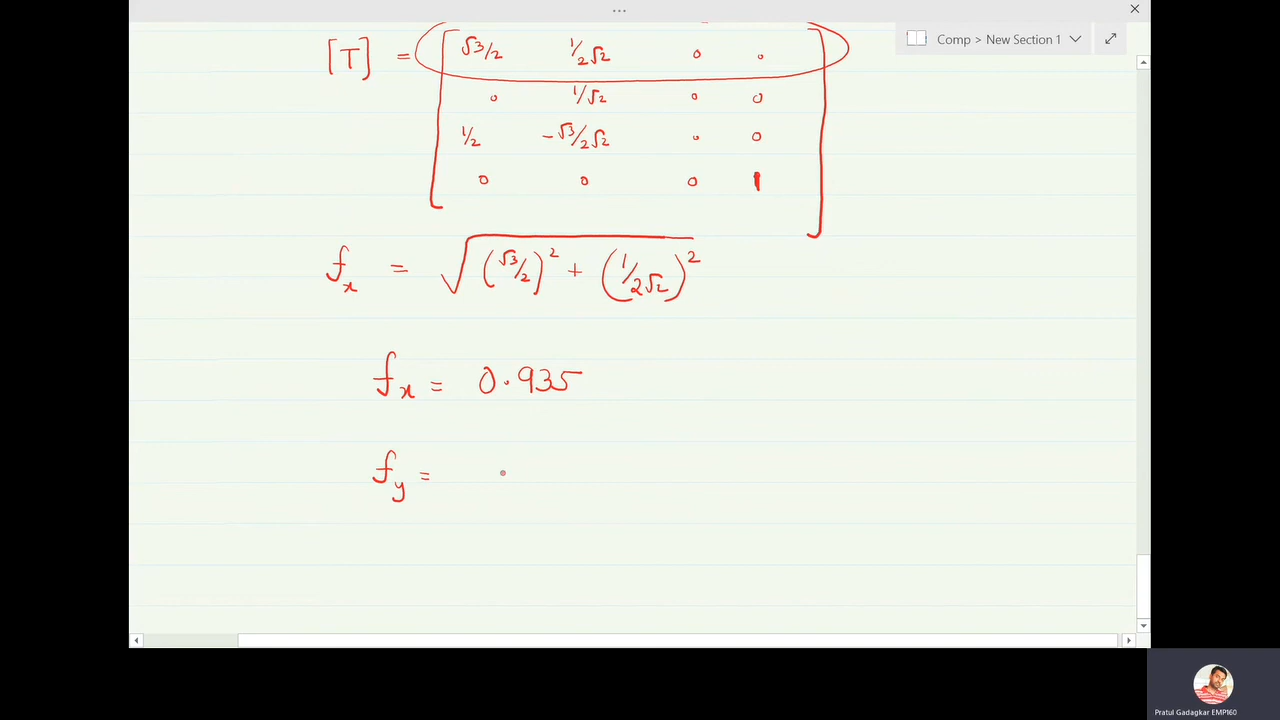 Comp > New Section 1
[T] = [ √3/2 1/2√2 0 0
0 1/√2 0 0
1/2 -√3/2√2 0 0
0 0 0 1 ]
fx = √(√3/2)² + (1/2√2)²
fx = 0.935
fy =
Pratul Gadagkar EMP160